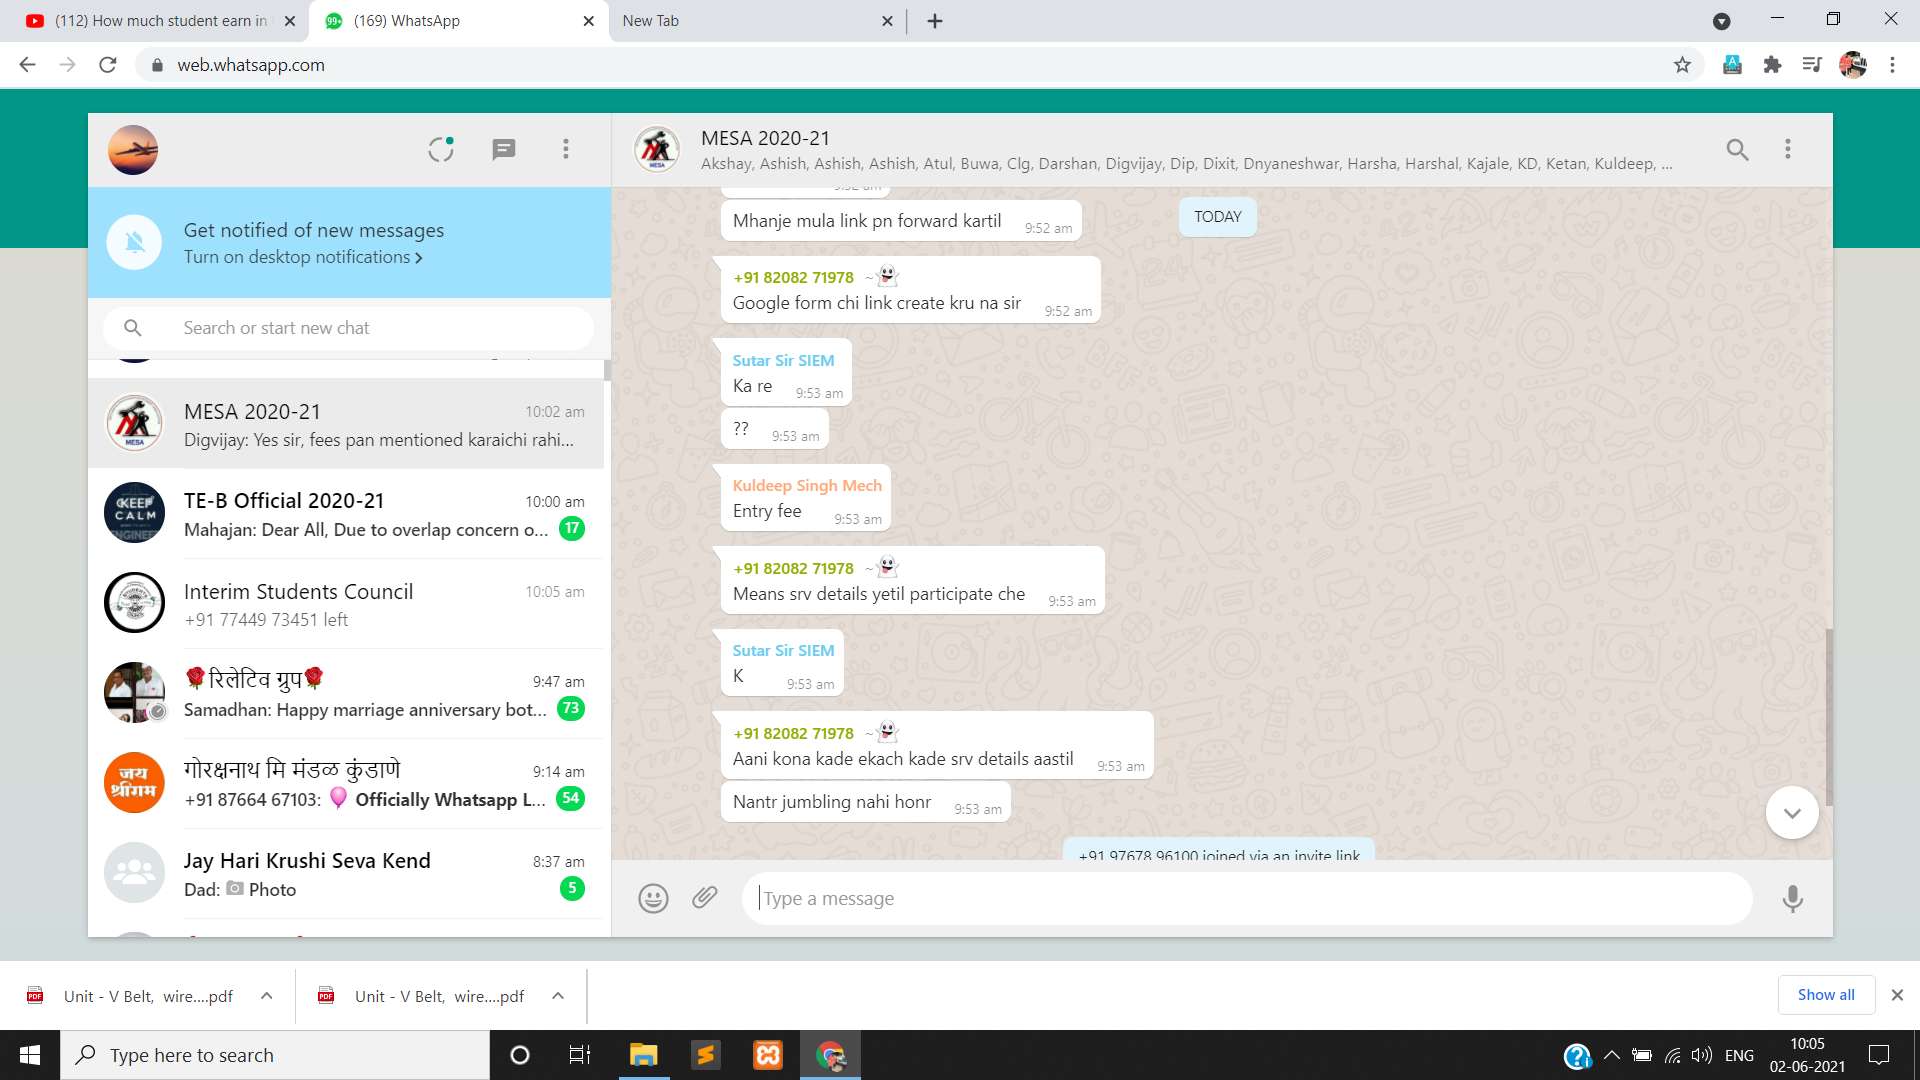 (112) How much student earn in
(169) WhatsApp
New Tab
web.whatsapp.com
Get notified of new messages
Turn on desktop notifications
Search or start new chat
MESA 2020-21
10:02 am
Digvijay: Yes sir, fees pan mentioned karaichi rahi...
TE-B Official 2020-21
10:00 am
Mahajan: Dear All, Due to overlap concern o...
17
Interim Students Council
10:05 am
+91 77449 73451 left
🌹रिलेटिव ग्रुप🌹
9:47 am
Samadhan: Happy marriage anniversary bot...
73
गोरक्षनाथ मि मंडळ कुंडाणे
9:14 am
+91 87664 67103: 🎈 Officially Whatsapp L...
54
Jay Hari Krushi Seva Kend
8:37 am
Dad: 📷 Photo
5
MESA
KEEP
CALM
ENGINEER
जय
श्रीराम
MESA
MESA 2020-21
Akshay, Ashish, Ashish, Ashish, Atul, Buwa, Clg, Darshan, Digvijay, Dip, Dixit, Dnyaneshwar, Harsha, Harshal, Kajale, KD, Ketan, Kuldeep, ...
9:52 am
TODAY
Mhanje mula link pn forward kartil 9:52 am
+91 82082 71978 ~👻
Google form chi link create kru na sir 9:52 am
Sutar Sir SIEM
Ka re 9:53 am
?? 9:53 am
Kuldeep Singh Mech
Entry fee 9:53 am
+91 82082 71978 ~👻
Means srv details yetil participate che 9:53 am
Sutar Sir SIEM
K 9:53 am
+91 82082 71978 ~👻
Aani kona kade ekach kade srv details aastil 9:53 am
Nantr jumbling nahi honr 9:53 am
+91 97678 96100 joined via an invite link
Type a message
Unit - V Belt, wire....pdf
Unit - V Belt, wire....pdf
Show all
Type here to search
ENG
10:05
02-06-2021